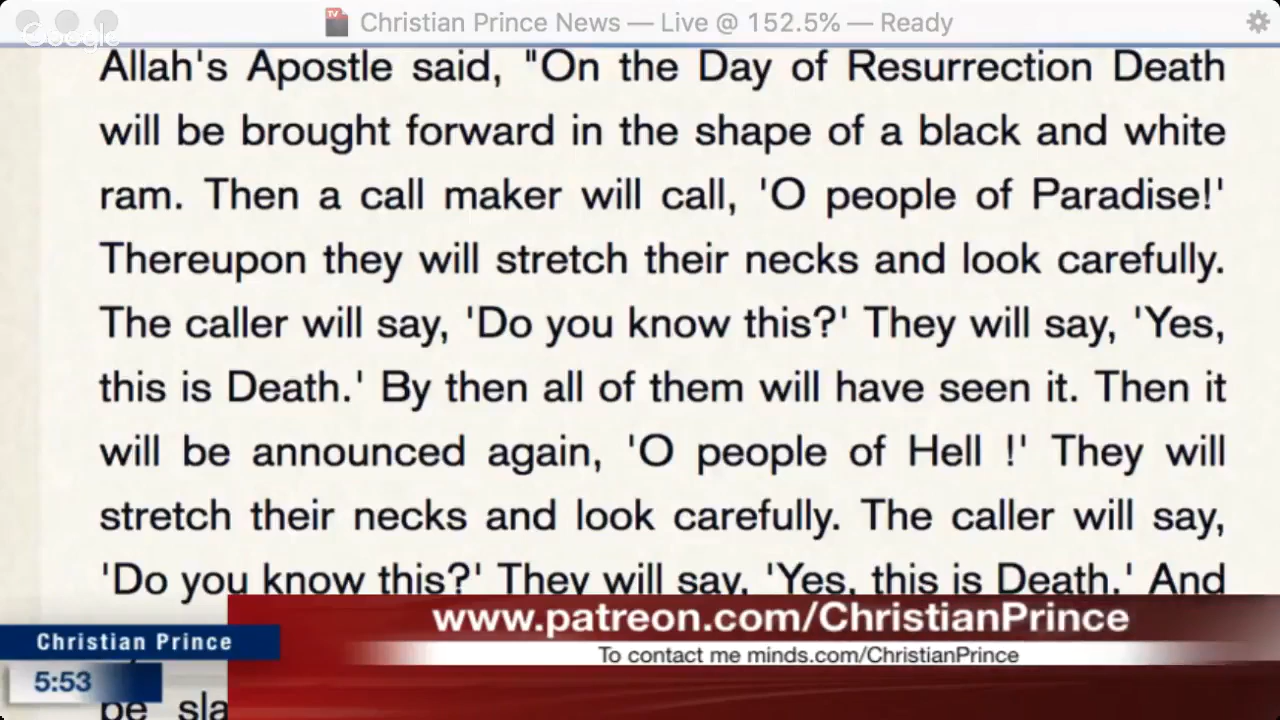 Christian Prince News — Live @ 152.5% — Ready
Google
Allah's Apostle said, "On the Day of Resurrection Death
will be brought forward in the shape of a black and white
ram. Then a call maker will call, 'O people of Paradise!'
Thereupon they will stretch their necks and look carefully.
The caller will say, 'Do you know this?' They will say, 'Yes,
this is Death.' By then all of them will have seen it. Then it
will be announced again, 'O people of Hell !' They will
stretch their necks and look carefully. The caller will say,
'Do you know this?' They will say, 'Yes, this is Death.' And
www.patreon.com/ChristianPrince
Christian Prince
To contact me minds.com/ChristianPrince
5:53
be sla